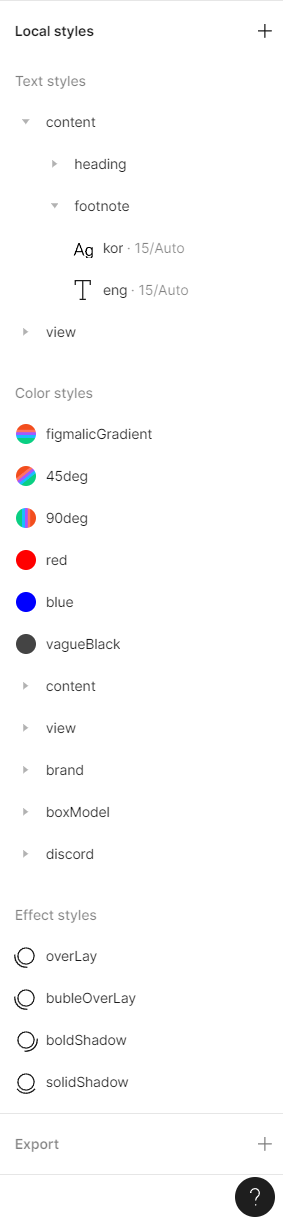 Local styles
Text styles
content
heading
footnote
Ag kor · 15/Auto
eng · 15/Auto
view
Color styles
figmalicGradient
45deg
90deg
red
blue
vagueBlack
content
view
brand
boxModel
discord
Effect styles
overLay
bubleOverLay
boldShadow
solidShadow
Export
?